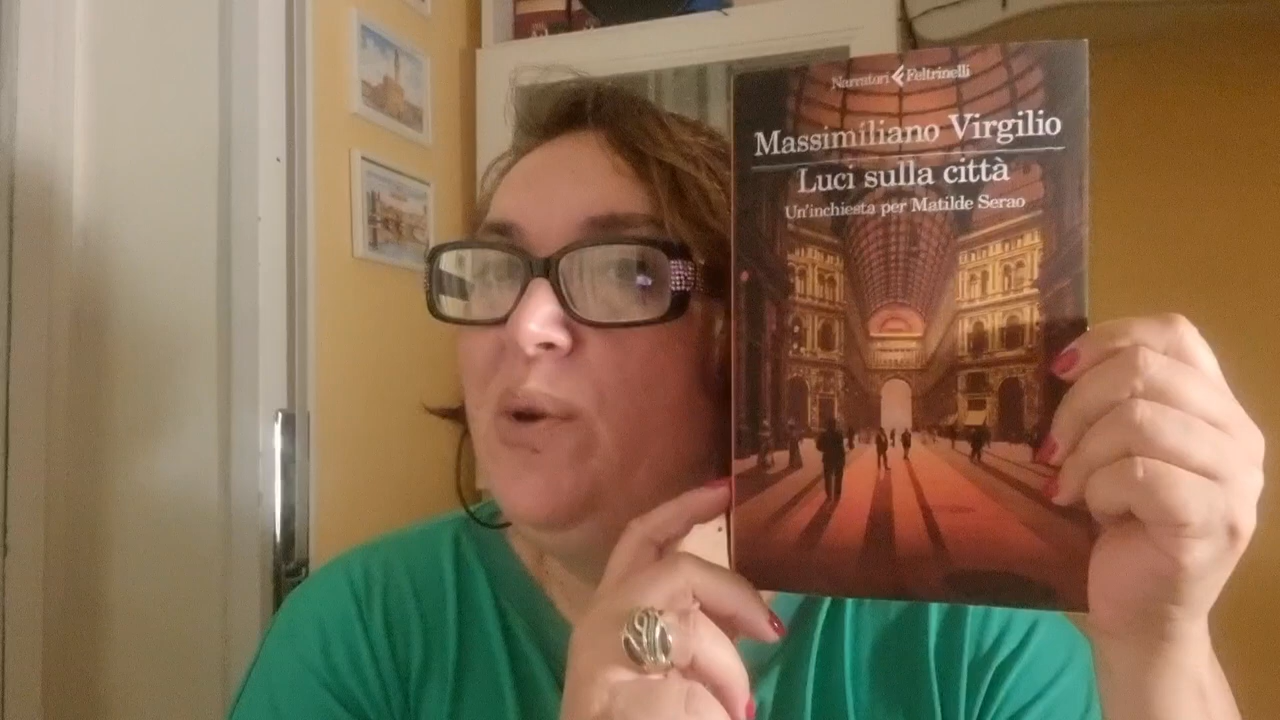 Narratori Feltrinelli
Massimiliano Virgilio
Luci sulla città
Un'inchiesta per Matilde Serao